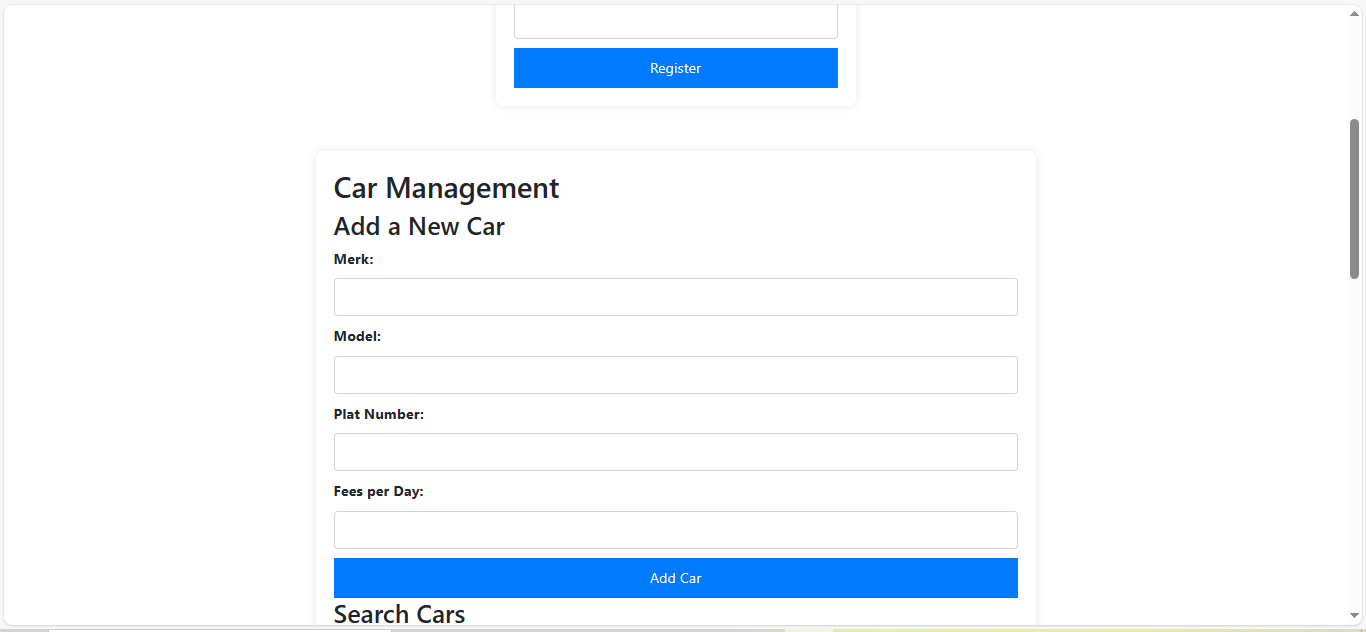 Register
Car Management
Add a New Car
Merk:
Model:
Plat Number:
Fees per Day:
Add Car
Search Cars